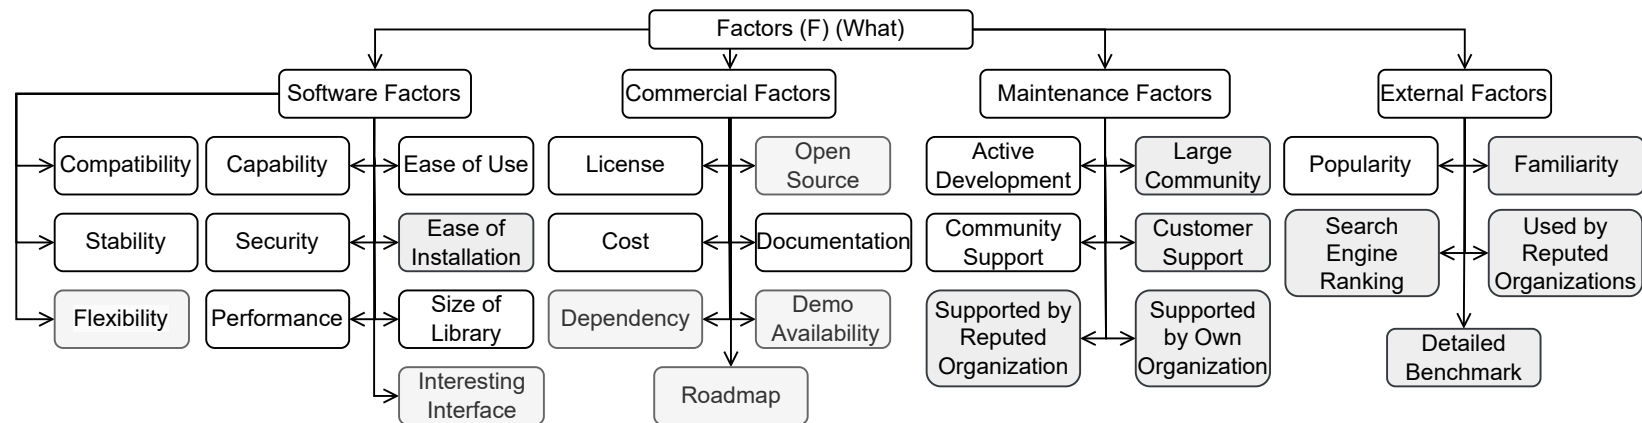 Factors (F) (What)
Software Factors
Commercial Factors
Maintenance Factors
External Factors
Compatibility
Capability
Ease of Use
License
Open
Source
Active
Development
Large
Community
Popularity
Familiarity
Stability
Security
Ease of
Installation
Cost
Documentation
Community
Support
Customer
Support
Search
Engine
Ranking
Used by
Reputed
Organizations
Flexibility
Performance
Size of
Library
Dependency
Demo
Availability
Supported by
Reputed
Organization
Supported
by Own
Organization
Detailed
Benchmark
Interesting
Interface
Roadmap